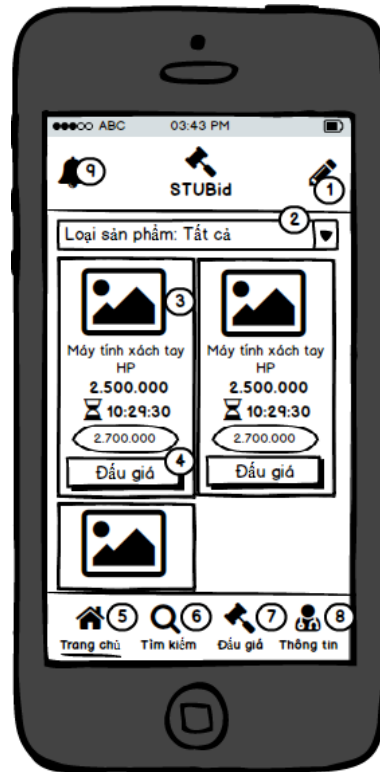 ABC 03:43 PM
9
STUBid
1
2
Loại sản phẩm: Tất cả
3
Máy tính xách tay
HP
2.500.000
10:29:30
2.700.000
4
Đấu giá
Máy tính xách tay
HP
2.500.000
10:29:30
2.700.000
Đấu giá
5 6 7 8
Trang chủ Tìm kiếm Đấu giá Thông tin